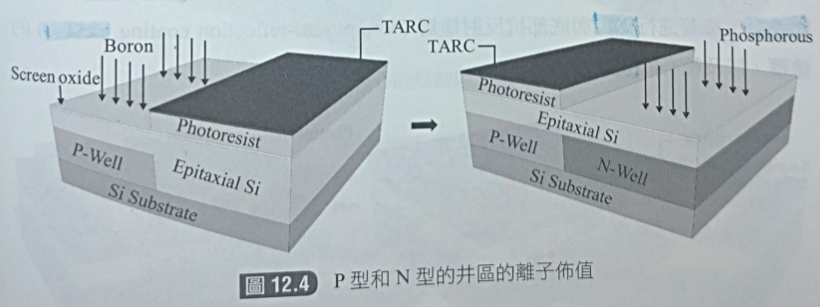 Boron
TARC
Screen oxide
Photoresist
P-Well
Epitaxial Si
Si Substrate
TARC
Phosphorous
Photoresist
Epitaxial Si
P-Well
N-Well
Si Substrate
圖 12.4 P 型和 N 型的井區的離子佈值